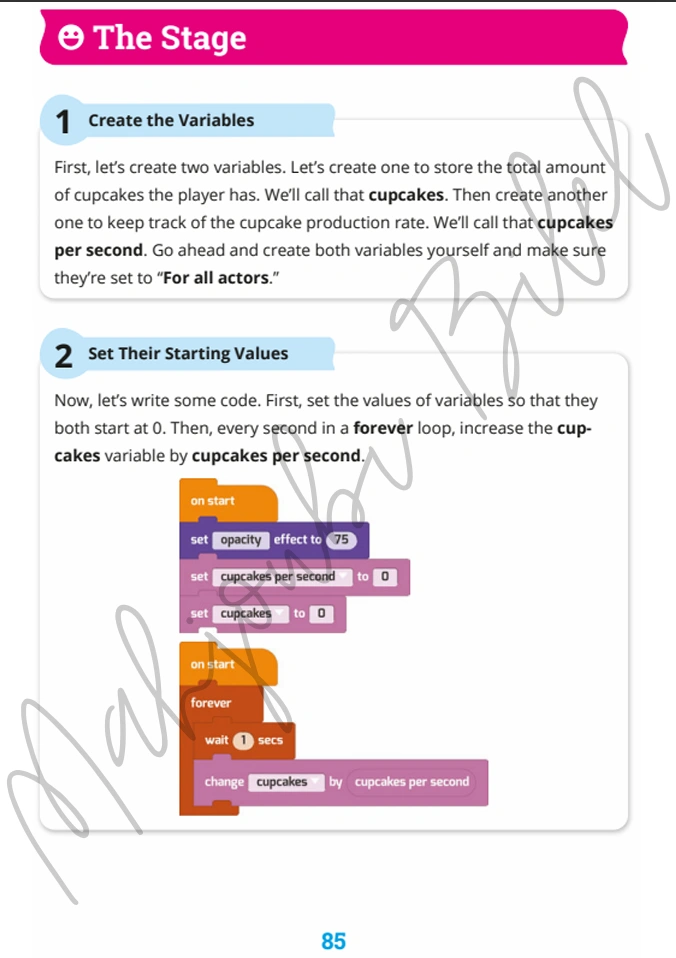 The Stage
1 Create the Variables
First, let's create two variables. Let's create one to store the total amount
of cupcakes the player has. We'll call that cupcakes. Then create another
one to keep track of the cupcake production rate. We'll call that cupcakes
per second. Go ahead and create both variables yourself and make sure
they're set to “For all actors.”
2 Set Their Starting Values
Now, let's write some code. First, set the values of variables so that they
both start at 0. Then, every second in a forever loop, increase the cup-
cakes variable by cupcakes per second.
on start
set opacity effect to 75
set cupcakes per second to 0
set cupcakes to 0
on start
forever
wait 1 secs
change cupcakes by cupcakes per second
Mahjoubi Bilel
85